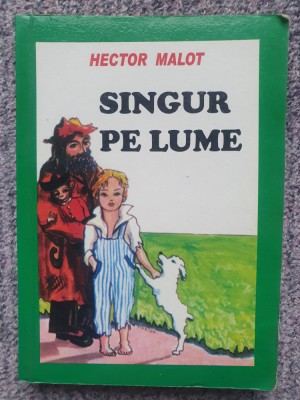 HECTOR MALOT
SINGUR
PE LUME